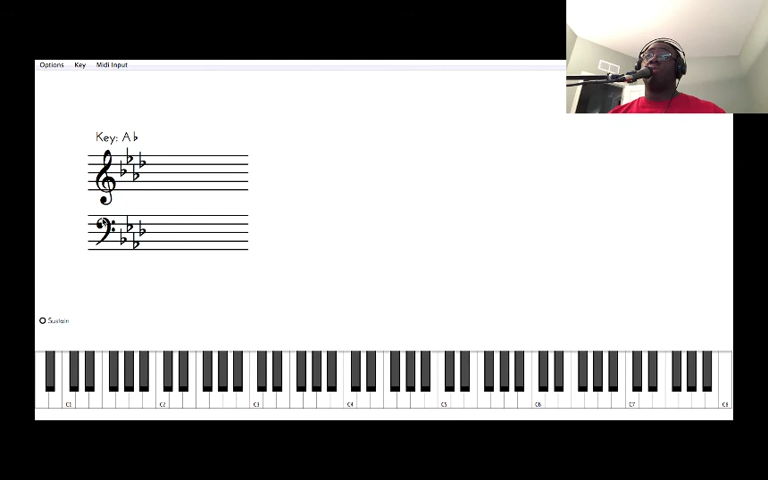 Options Key Midi Input
Key: A♭
Sustain
C1 C2 C3 C4 C5 C6 C7 C8